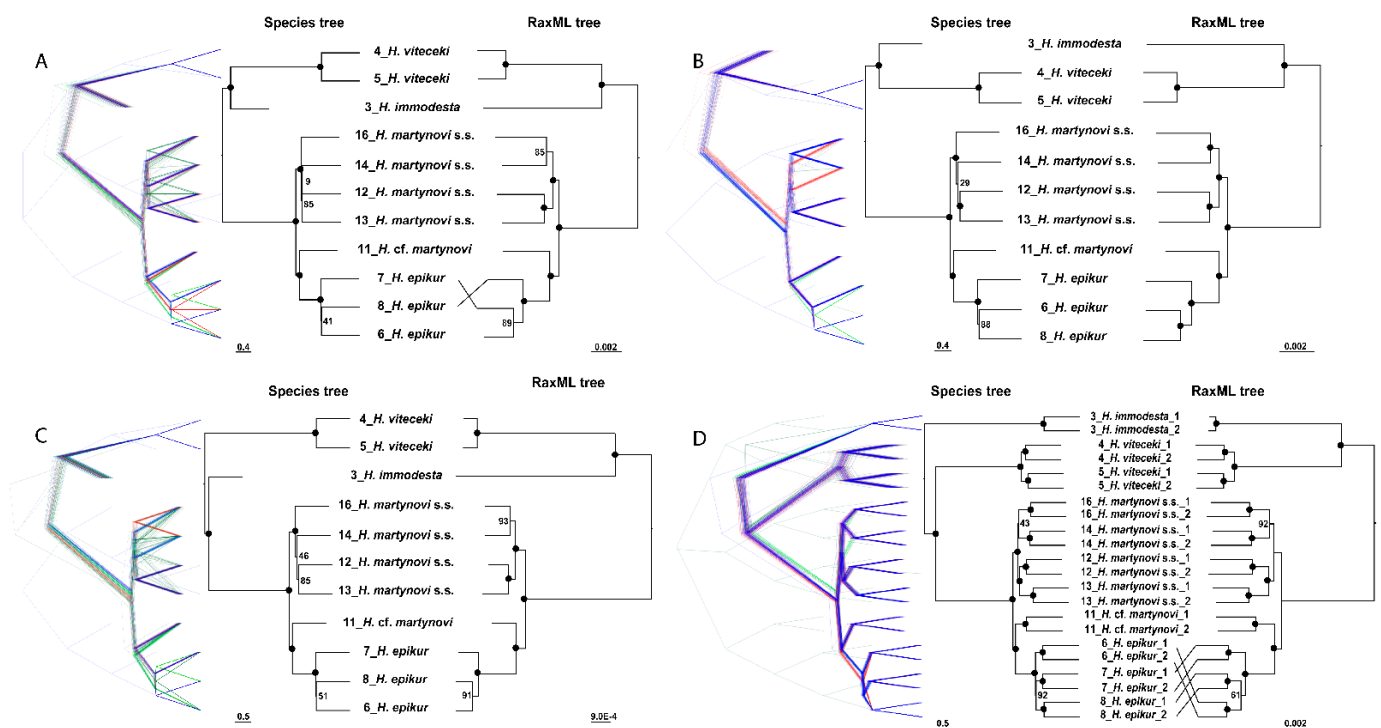 Species tree
RaxML tree
A
4_H. viteceki
5_H. viteceki
3_H. immodesta
16_H. martynovi s.s.
85
14_H. martynovi s.s.
9
12_H. martynovi s.s.
85
13_H. martynovi s.s.
11_H. cf. martynovi
7_H. epikur
8_H. epikur
41
89
6_H. epikur
0.4
0.002
Species tree
RaxML tree
B
3_H. immodesta
4_H. viteceki
5_H. viteceki
16_H. martynovi s.s.
14_H. martynovi s.s.
29
12_H. martynovi s.s.
13_H. martynovi s.s.
11_H. cf. martynovi
7_H. epikur
6_H. epikur
88
8_H. epikur
0.4
0.002
Species tree
RaxML tree
C
4_H. viteceki
5_H. viteceki
3_H. immodesta
16_H. martynovi s.s.
93
14_H. martynovi s.s.
46
12_H. martynovi s.s.
85
13_H. martynovi s.s.
11_H. cf. martynovi
7_H. epikur
8_H. epikur
51
91
6_H. epikur
0.5
9.0E-4
Species tree
RaxML tree
D
3_H. immodesta_1
3_H. immodesta_2
4_H. viteceki_1
4_H. viteceki_2
5_H. viteceki_1
5_H. viteceki_2
16_H. martynovi s.s._1
16_H. martynovi s.s._2
43
92
14_H. martynovi s.s._1
14_H. martynovi s.s._2
12_H. martynovi s.s._1
12_H. martynovi s.s._2
13_H. martynovi s.s._1
13_H. martynovi s.s._2
11_H. cf. martynovi_1
11_H. cf. martynovi_2
6_H. epikur_1
6_H. epikur_2
7_H. epikur_1
7_H. epikur_2
92
61
8_H. epikur_1
8_H. epikur_2
0.5
0.002